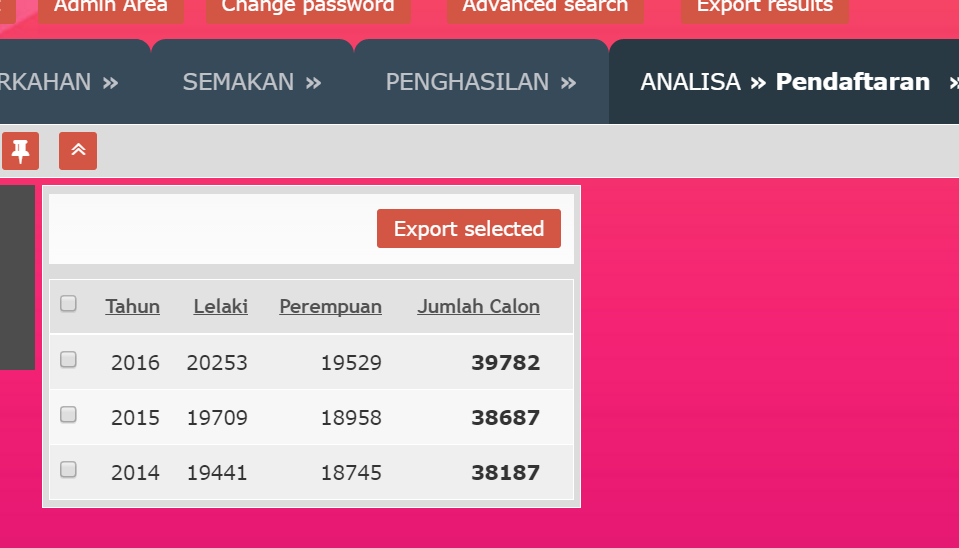 Admin Area Change password Advanced search Export results
RKAHAN » SEMAKAN » PENGHASILAN » ANALISA » Pendaftaran »
Export selected
Tahun Lelaki Perempuan Jumlah Calon
2016 20253 19529 39782
2015 19709 18958 38687
2014 19441 18745 38187